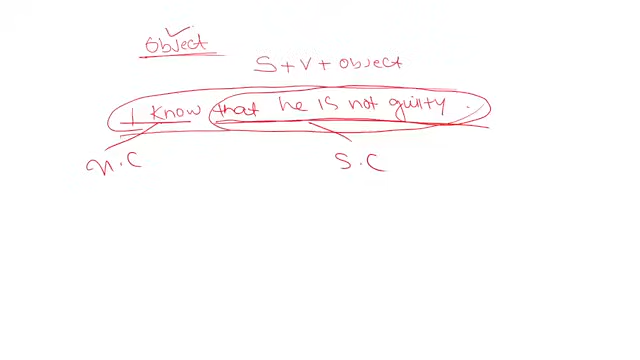 Object
S + V + Object
I know that he is not guilty.
M.C S.C